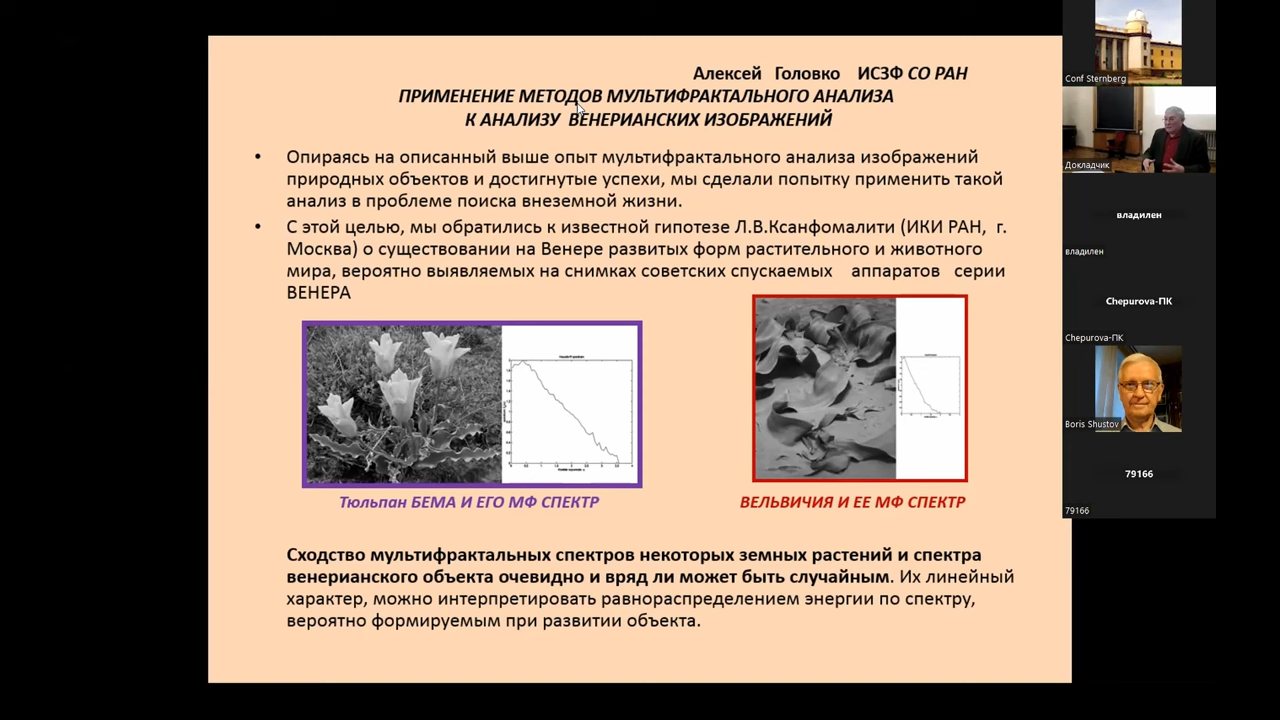 Алексей Головко ИСЗФ СО РАН
ПРИМЕНЕНИЕ МЕТОДОВ МУЛЬТИФРАКТАЛЬНОГО АНАЛИЗА
К АНАЛИЗУ ВЕНЕРИАНСКИХ ИЗОБРАЖЕНИЙ
• Опираясь на описанный выше опыт мультифрактального анализа изображений
природных объектов и достигнутые успехи, мы сделали попытку применить такой
анализ в проблеме поиска внеземной жизни.
• С этой целью, мы обратились к известной гипотезе Л.В.Ксанфомалити (ИКИ РАН, г.
Москва) о существовании на Венере развитых форм растительного и животного
мира, вероятно выявляемых на снимках советских спускаемых аппаратов серии
ВЕНЕРА
Тюльпан БЕМА И ЕГО МФ СПЕКТР
ВЕЛЬВИЧИЯ И ЕЕ МФ СПЕКТР
Сходство мультифрактальных спектров некоторых земных растений и спектра
венерианского объекта очевидно и вряд ли может быть случайным. Их линейный
характер, можно интерпретировать равнораспределением энергии по спектру,
вероятно формируемым при развитии объекта.
Conf Sternberg
Докладчик
владилен
владилен
Chepurova-ПК
Chepurova-ПК
Boris Shustov
79166
79166